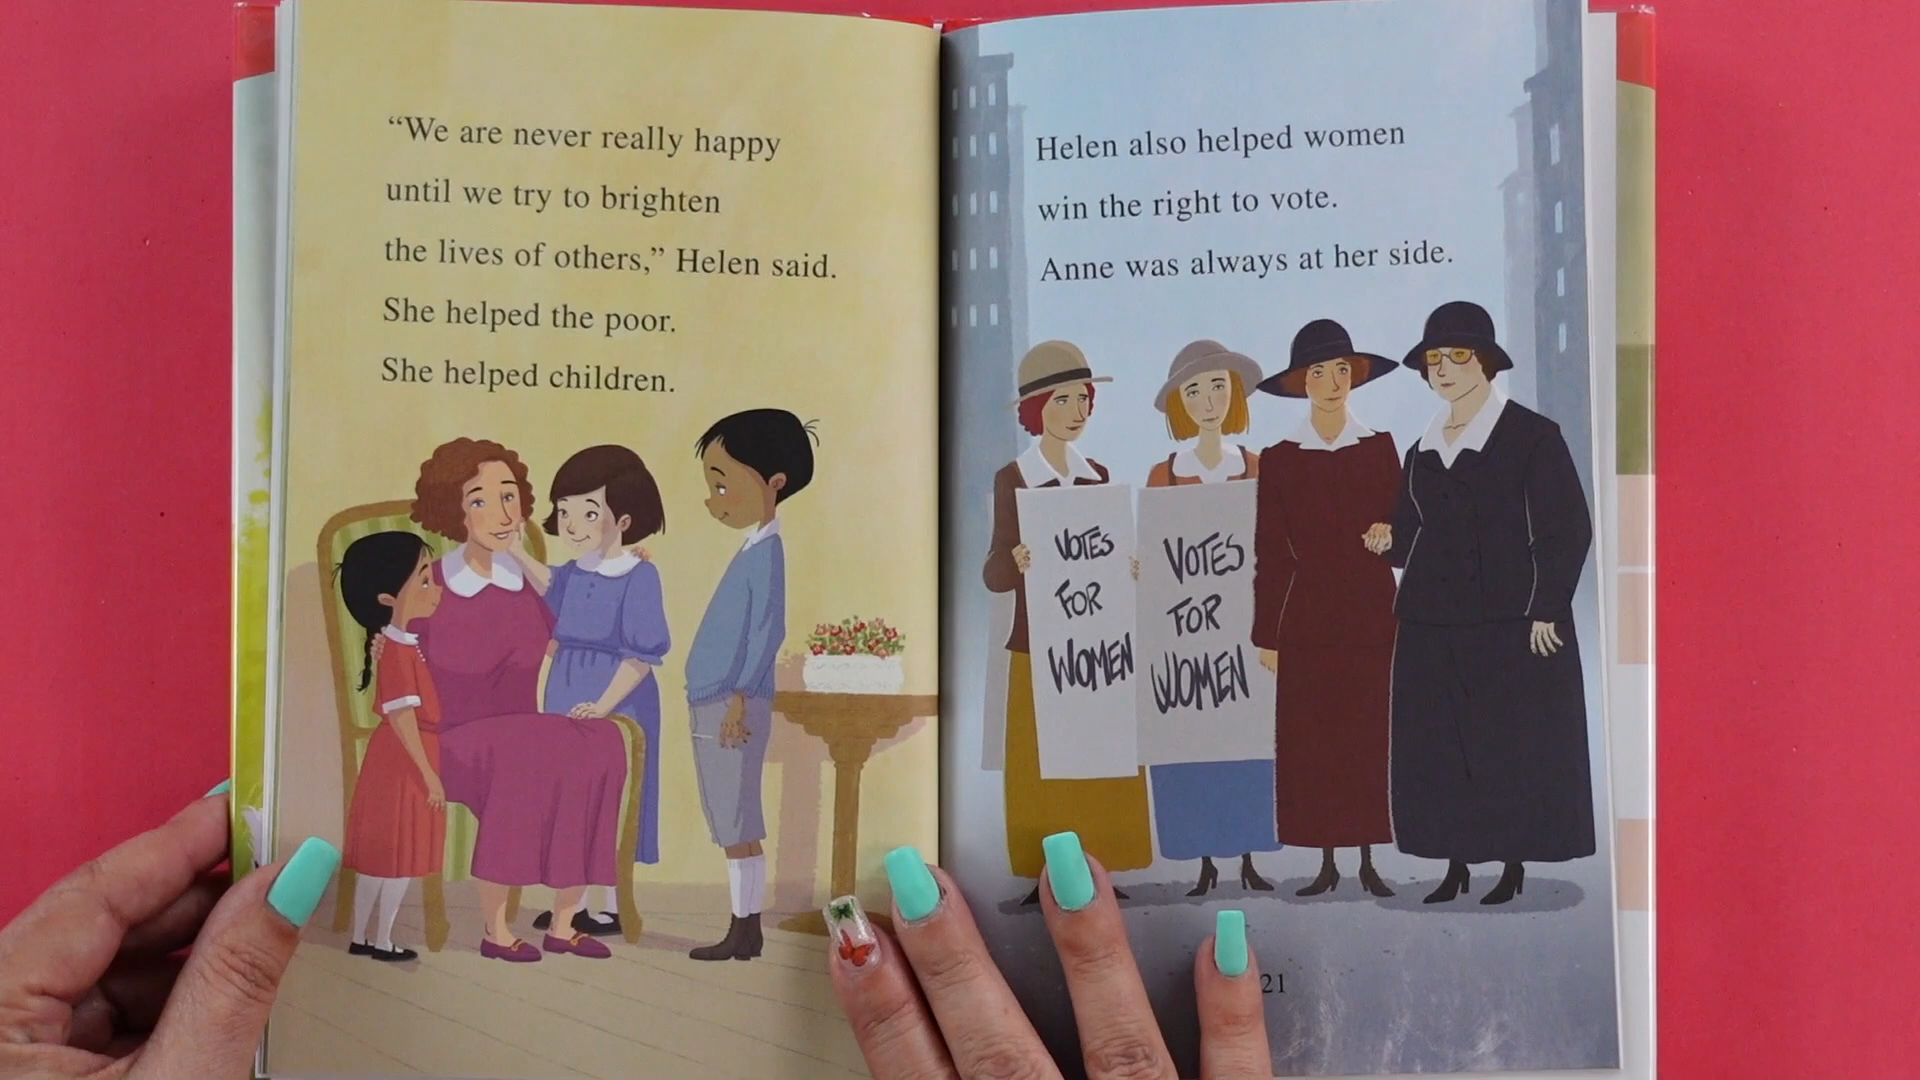 “We are never really happy
until we try to brighten
the lives of others,” Helen said.
She helped the poor.
She helped children.
Helen also helped women
win the right to vote.
Anne was always at her side.
VOTES
FOR
WOMEN
VOTES
FOR
WOMEN
21